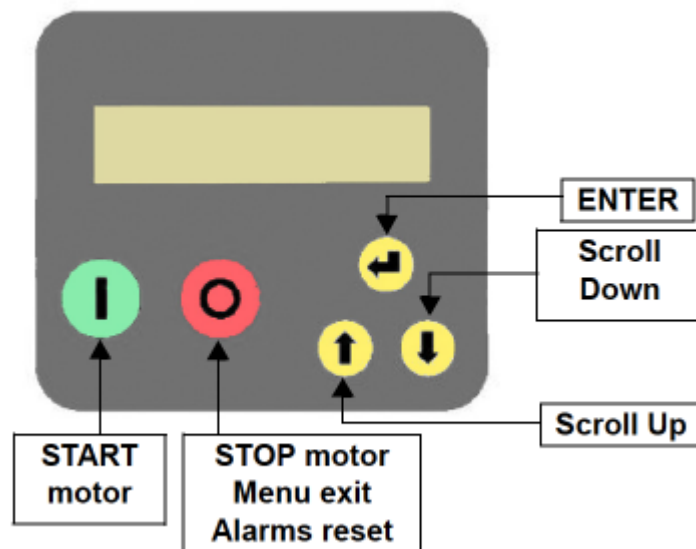 ENTER
Scroll
Down
Scroll Up
START
motor
STOP motor
Menu exit
Alarms reset